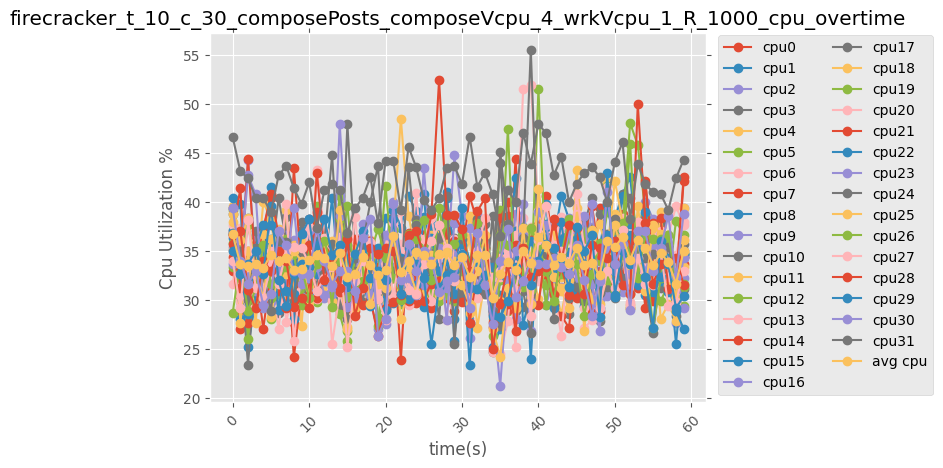 firecracker_t_10_c_30_composePosts_composeVcpu_4_wrkVcpu_1_R_1000_cpu_overtime
Cpu Utilization %
55
50
45
40
35
30
25
20
0
10
20
30
40
50
60
time(s)
cpu0
cpu1
cpu2
cpu3
cpu4
cpu5
cpu6
cpu7
cpu8
cpu9
cpu10
cpu11
cpu12
cpu13
cpu14
cpu15
cpu16
cpu17
cpu18
cpu19
cpu20
cpu21
cpu22
cpu23
cpu24
cpu25
cpu26
cpu27
cpu28
cpu29
cpu30
cpu31
avg cpu